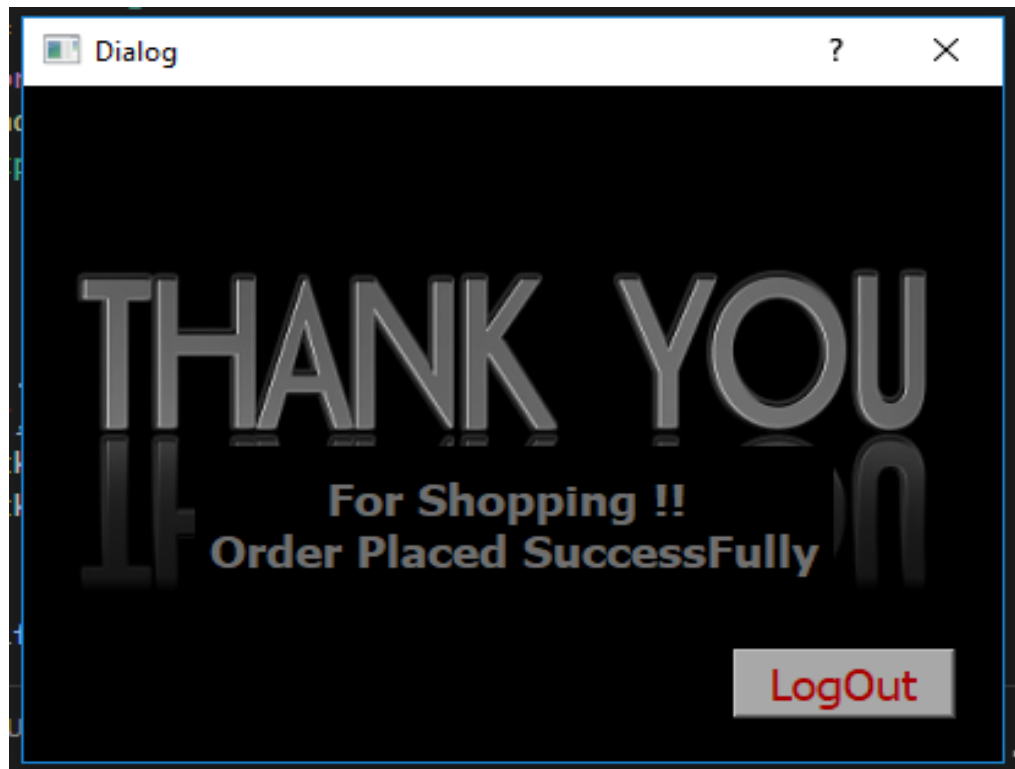 Dialog
?
THANK YOU
For Shopping !!
Order Placed SuccessFully
LogOut